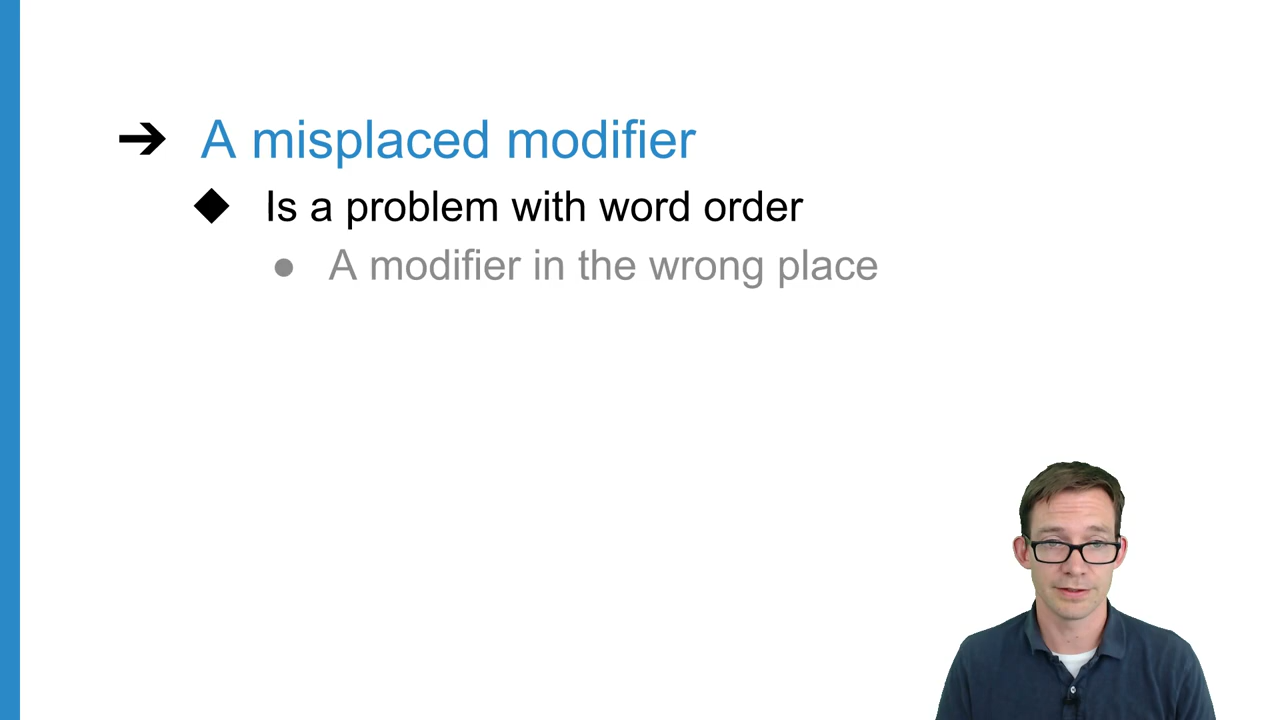 ➔ A misplaced modifier
◆ Is a problem with word order
● A modifier in the wrong place